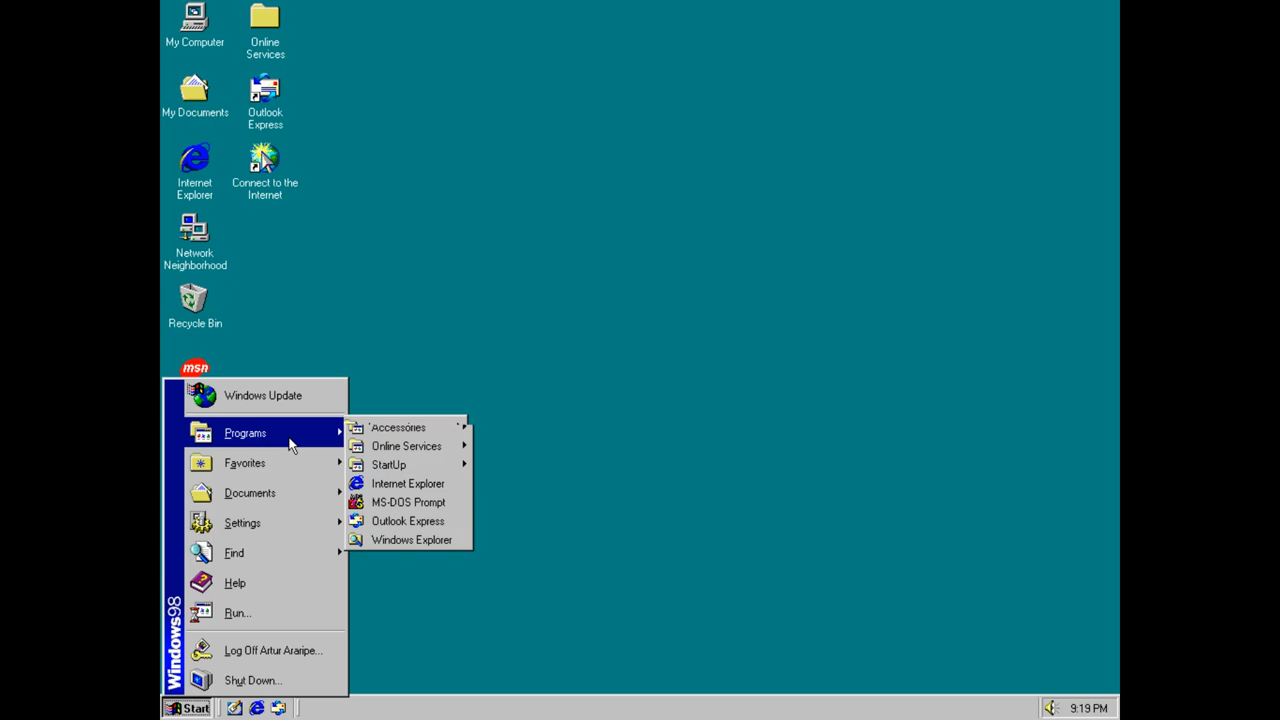 My Computer
Online
Services
My Documents
Outlook
Express
Internet
Explorer
Connect to the
Internet
Network
Neighborhood
Recycle Bin
msn
Windows Update
Programs
Favorites
Documents
Settings
Find
Help
Run...
Log Off Artur Araripe...
Shut Down...
Windows98
Accessories
Online Services
StartUp
Internet Explorer
MS-DOS Prompt
Outlook Express
Windows Explorer
Start
9:19 PM